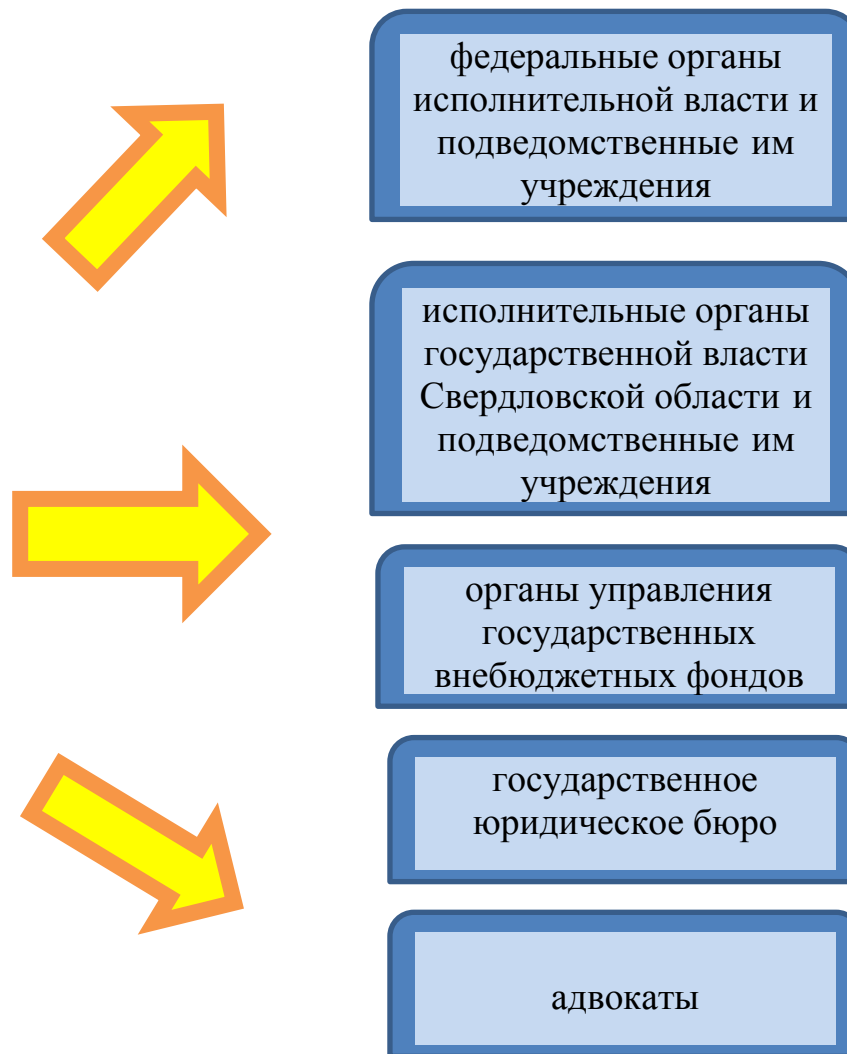 федеральные органы
исполнительной власти и
подведомственные им
учреждения
исполнительные органы
государственной власти
Свердловской области и
подведомственные им
учреждения
органы управления
государственных
внебюджетных фондов
государственное
юридическое бюро
адвокаты